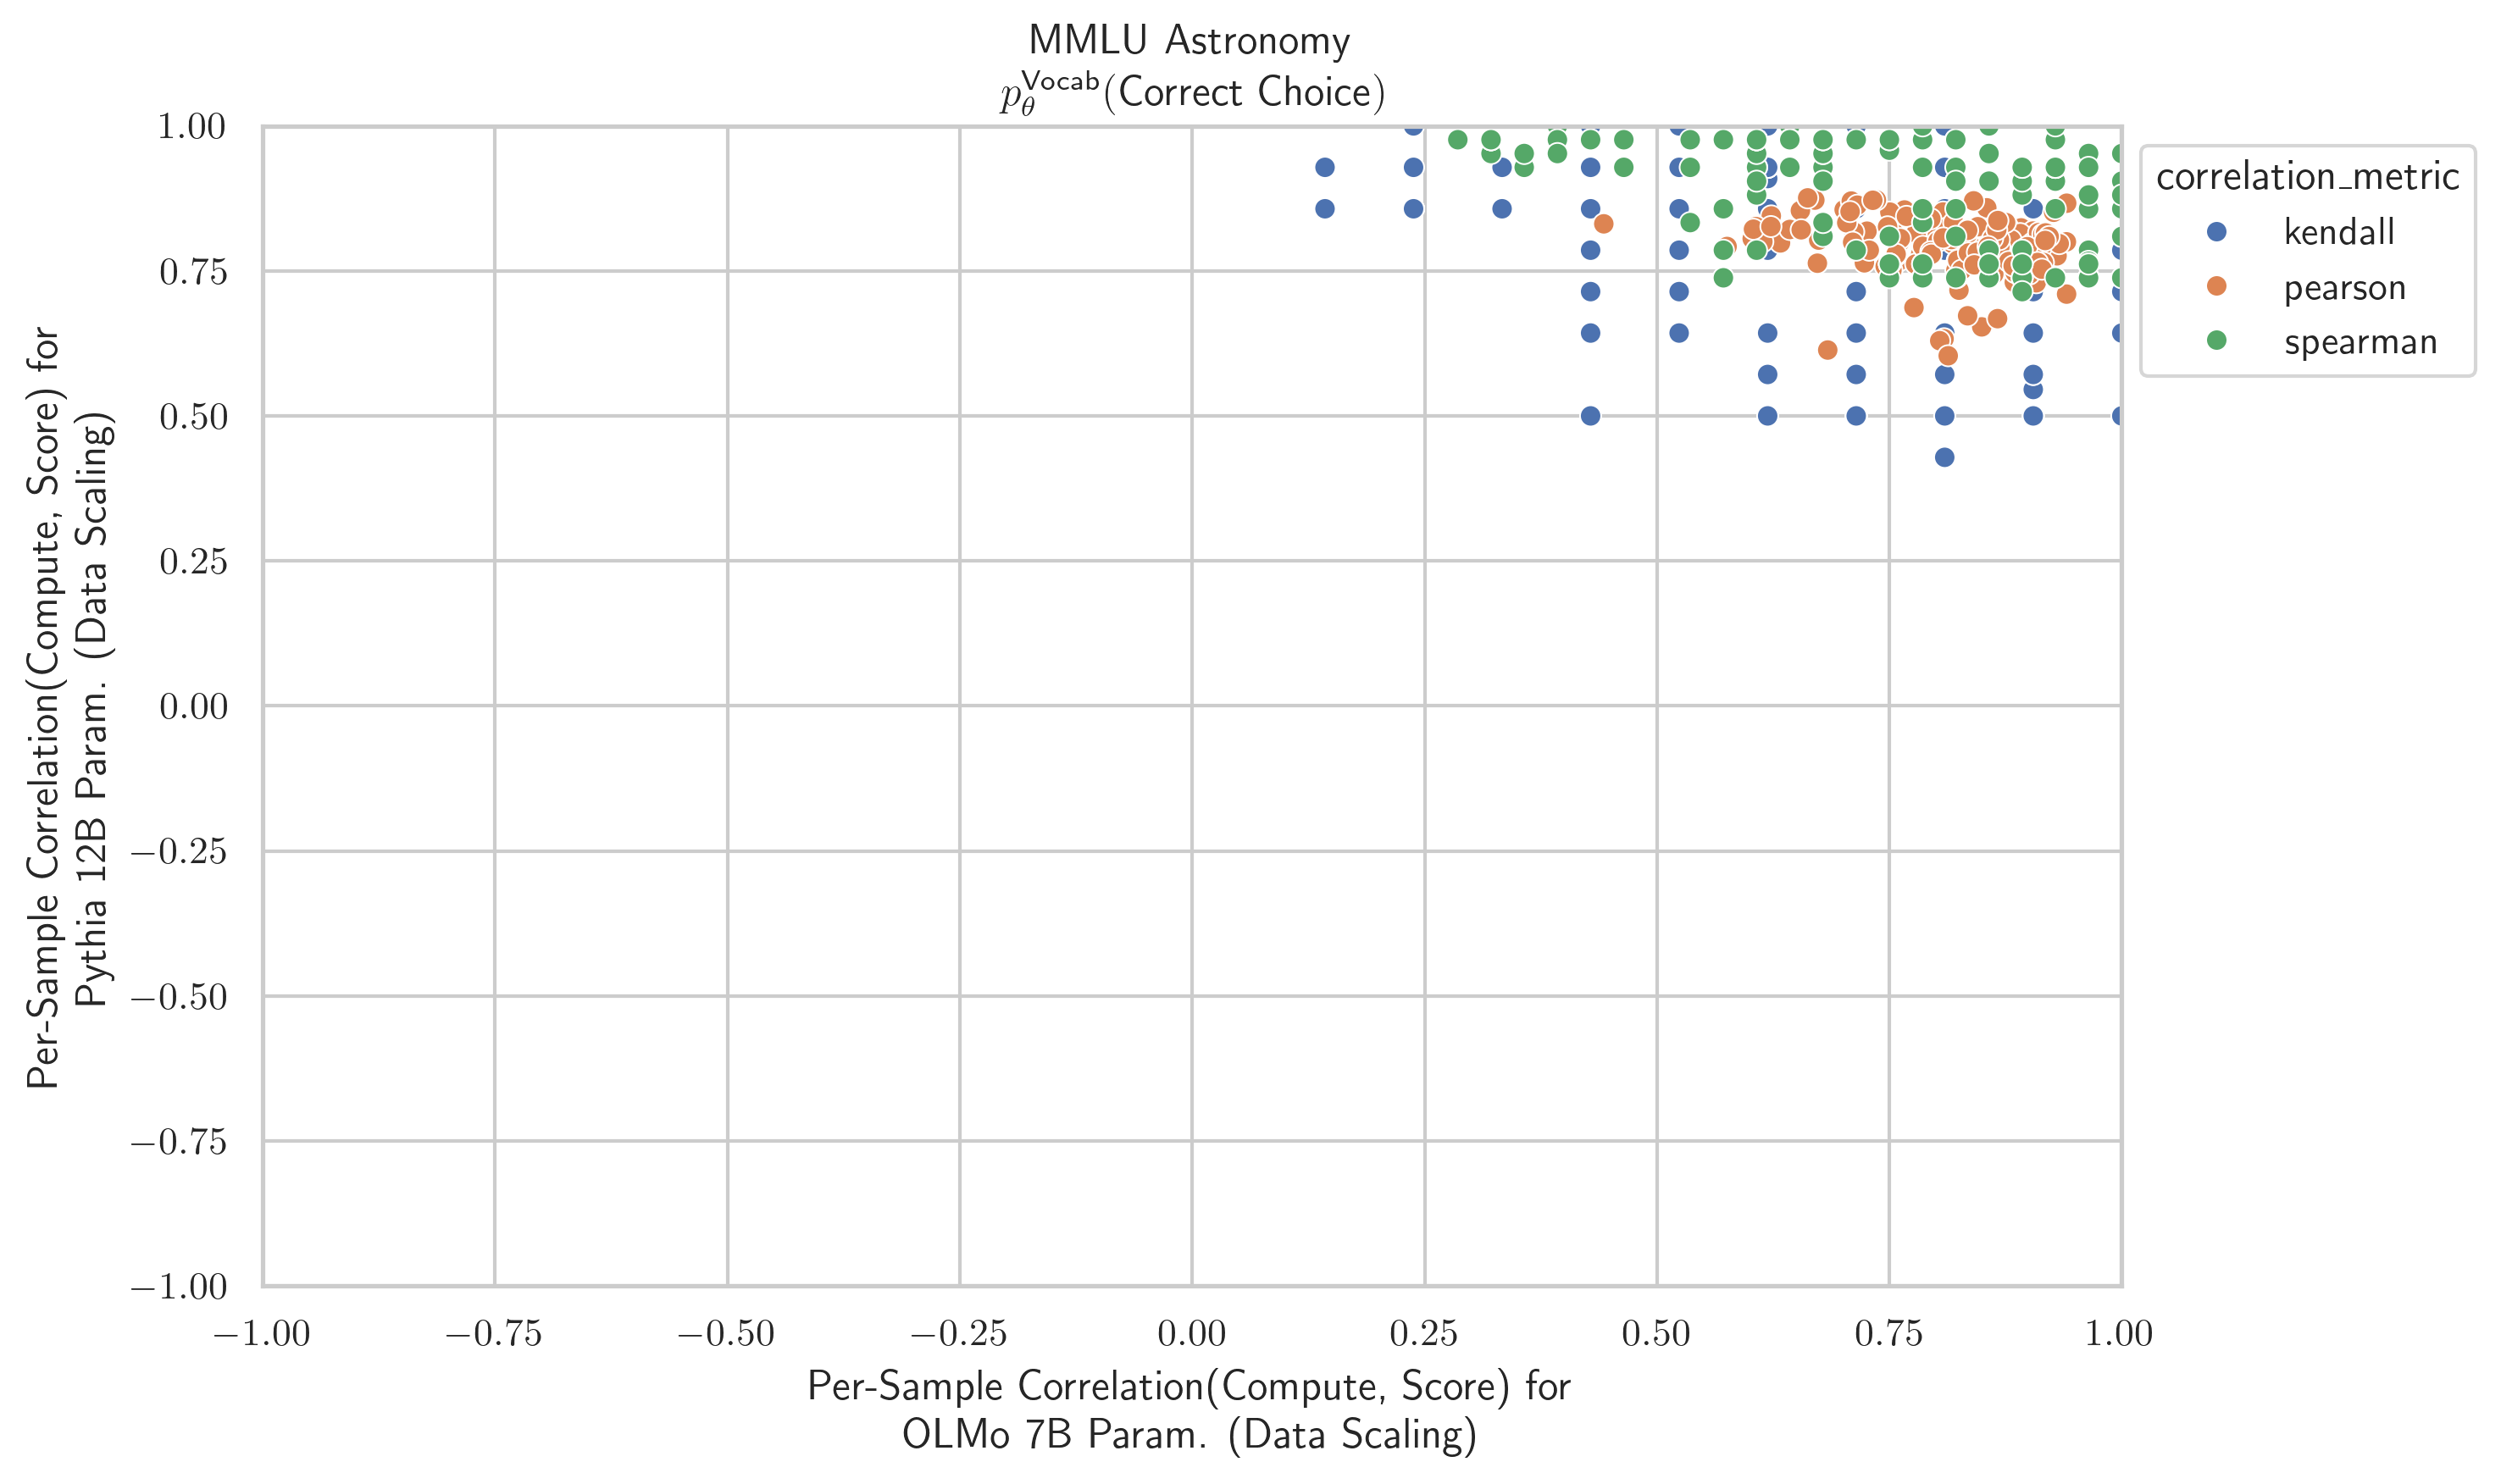 MMLU Astronomy
p_θ^Vocab(Correct Choice)
1.00
0.75
0.50
0.25
0.00
−0.25
−0.50
−0.75
−1.00
Per-Sample Correlation(Compute, Score) for
Pythia 12B Param. (Data Scaling)
correlation_metric
kendall
pearson
spearman
−1.00 −0.75 −0.50 −0.25 0.00 0.25 0.50 0.75 1.00
Per-Sample Correlation(Compute, Score) for
OLMo 7B Param. (Data Scaling)